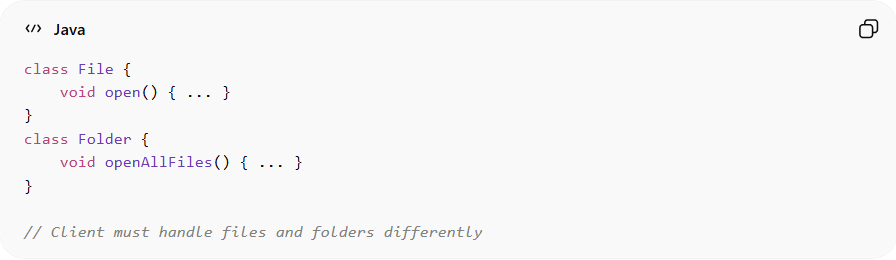 </> Java
class File {
    void open() { ... }
}
class Folder {
    void openAllFiles() { ... }
}
// Client must handle files and folders differently